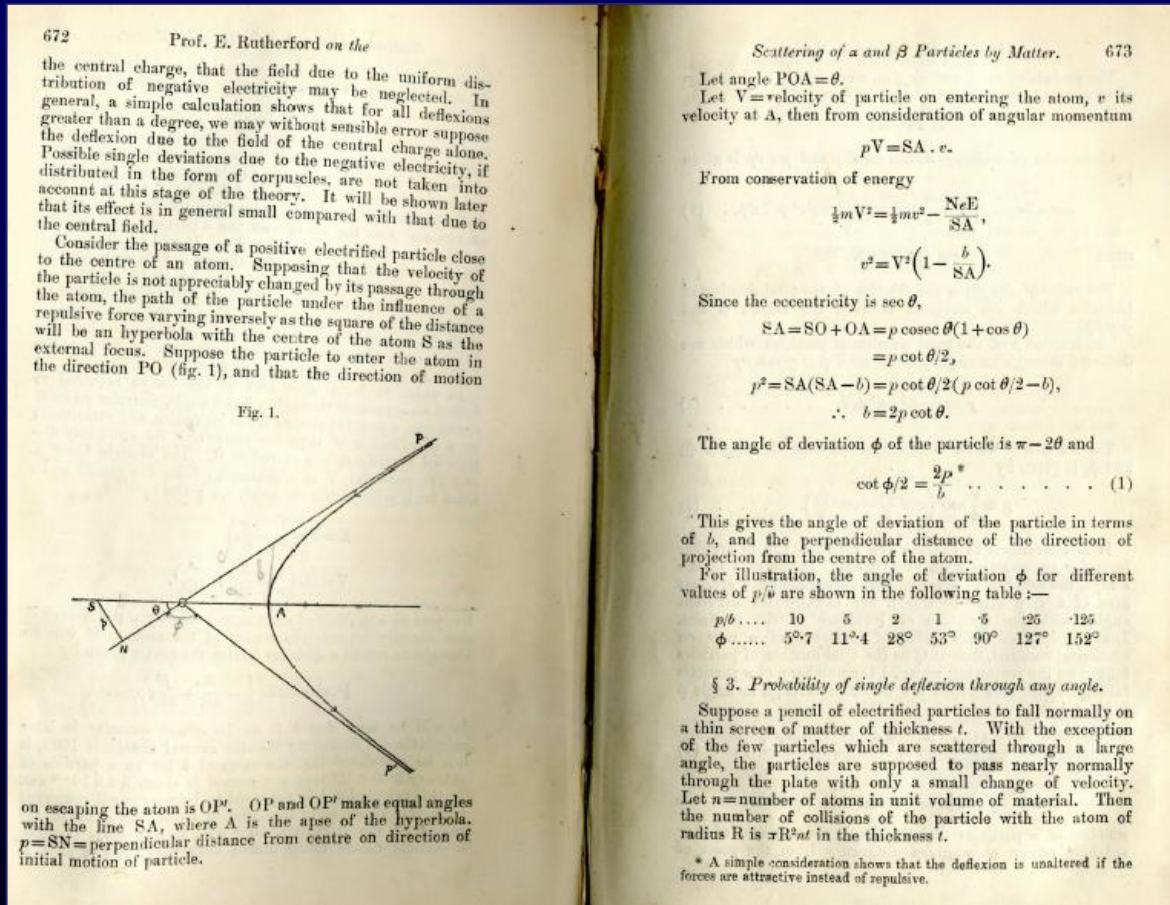 672
Prof. E. Rutherford on the
the central charge, that the field due to the uniform dis-
tribution of negative electricity may be neglected. In
general, a simple calculation shows that for all deflexions
greater than a degree, we may without sensible error suppose
the deflexion due to the field of the central charge alone.
Possible single deviations due to the negative electricity, if
distributed in the form of corpuscles, are not taken into
account at this stage of the theory. It will be shown later
that its effect is in general small compared with that due to
the central field.
Consider the passage of a positive electrified particle close
to the centre of an atom. Supposing that the velocity of
the particle is not appreciably changed by its passage through
the atom, the path of the particle under the influence of a
repulsive force varying inversely as the square of the distance
will be an hyperbola with the centre of the atom S as the
external focus. Suppose the particle to enter the atom in
the direction PO (fig. 1), and that the direction of motion
Fig. 1.
P
S
θ
O
A
p
φ
N
P'
on escaping the atom is OP'. OP and OP' make equal angles
with the line SA, where A is the apse of the hyperbola.
p=SN=perpendicular distance from centre on direction of
initial motion of particle.
Scattering of α and β Particles by Matter. 673
Let angle POA=θ.
Let V=velocity of particle on entering the atom, v its
velocity at A, then from consideration of angular momentum
pV=SA . v.
From conservation of energy
½mV²=½mv²−NeE/SA,
v²=V²(1−b/SA).
Since the eccentricity is sec θ,
SA=SO+OA=p cosec θ(1+cos θ)
=p cot θ/2,
p²=SA(SA−b)=p cot θ/2(p cot θ/2−b),
∴ b=2p cot θ.
The angle of deviation φ of the particle is π−2θ and
cot φ/2 = 2p/b* . . . . . . . . (1)
This gives the angle of deviation of the particle in terms
of b, and the perpendicular distance of the direction of
projection from the centre of the atom.
For illustration, the angle of deviation φ for different
values of p/b are shown in the following table :—
p/b .... 10 5 2 1 ·5 ·25 ·125
φ ...... 5°·7 11°·4 28° 53° 90° 127° 152°
§ 3. Probability of single deflexion through any angle.
Suppose a pencil of electrified particles to fall normally on
a thin screen of matter of thickness t. With the exception
of the few particles which are scattered through a large
angle, the particles are supposed to pass nearly normally
through the plate with only a small change of velocity.
Let n=number of atoms in unit volume of material. Then
the number of collisions of the particle with the atom of
radius R is πR²nt in the thickness t.
* A simple consideration shows that the deflexion is unaltered if the
forces are attractive instead of repulsive.